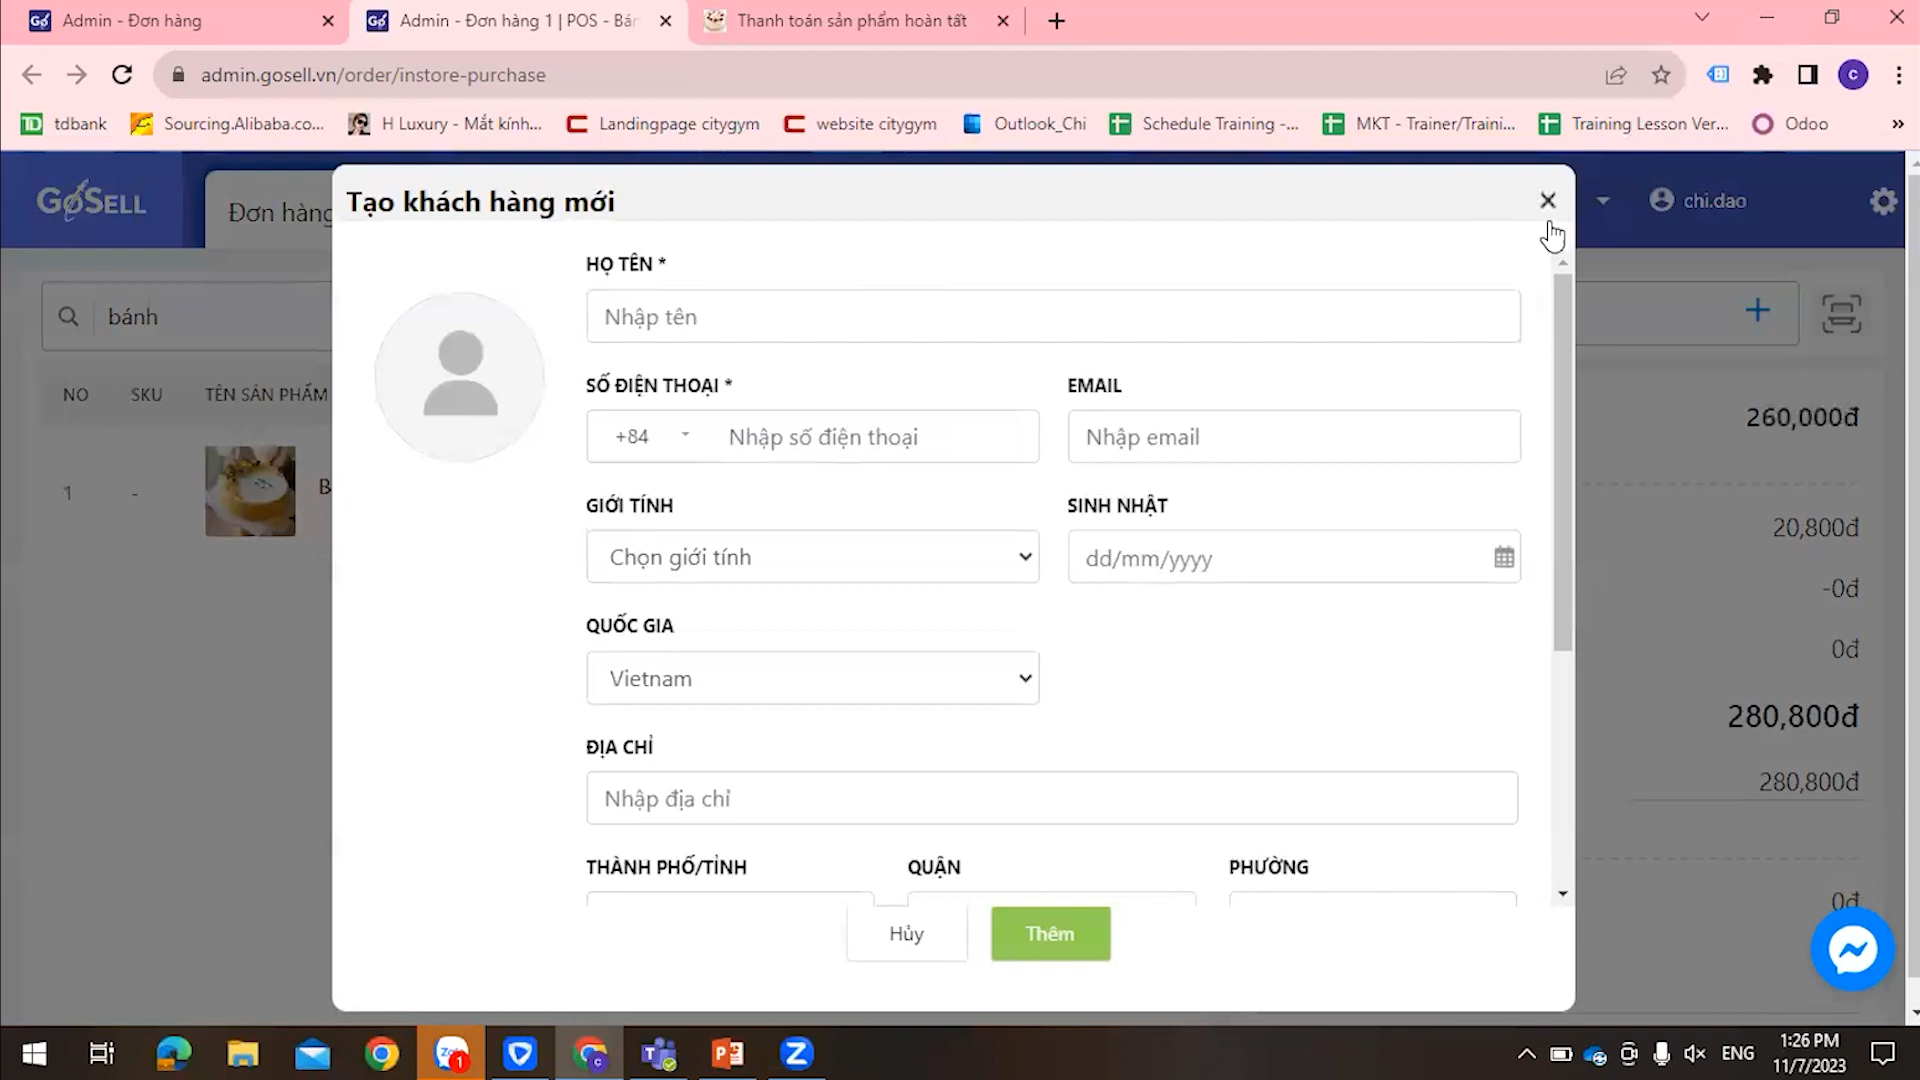 Admin - Đơn hàng
Admin - Đơn hàng 1 | POS - Bán
Thanh toán sản phẩm hoàn tất
admin.gosell.vn/order/instore-purchase
C
TD tdbank
Sourcing.Alibaba.co...
H Luxury - Mắt kính...
Landingpage citygym
website citygym
Outlook_Chi
Schedule Training -...
MKT - Trainer/Traini...
Training Lesson Ver...
Odoo
»
GoSELL
Đơn hàng
chi.dao
Tạo khách hàng mới
bánh
NO
SKU
TÊN SẢN PHẨM
1
-
B
HỌ TÊN *
Nhập tên
SỐ ĐIỆN THOẠI *
+84
Nhập số điện thoại
EMAIL
Nhập email
GIỚI TÍNH
Chọn giới tính
SINH NHẬT
dd/mm/yyyy
QUỐC GIA
Vietnam
ĐỊA CHỈ
Nhập địa chỉ
THÀNH PHỐ/TỈNH
QUẬN
PHƯỜNG
Hủy
Thêm
260,000đ
20,800đ
-0đ
0đ
280,800đ
280,800đ
0đ
1
ENG
1:26 PM
11/7/2023